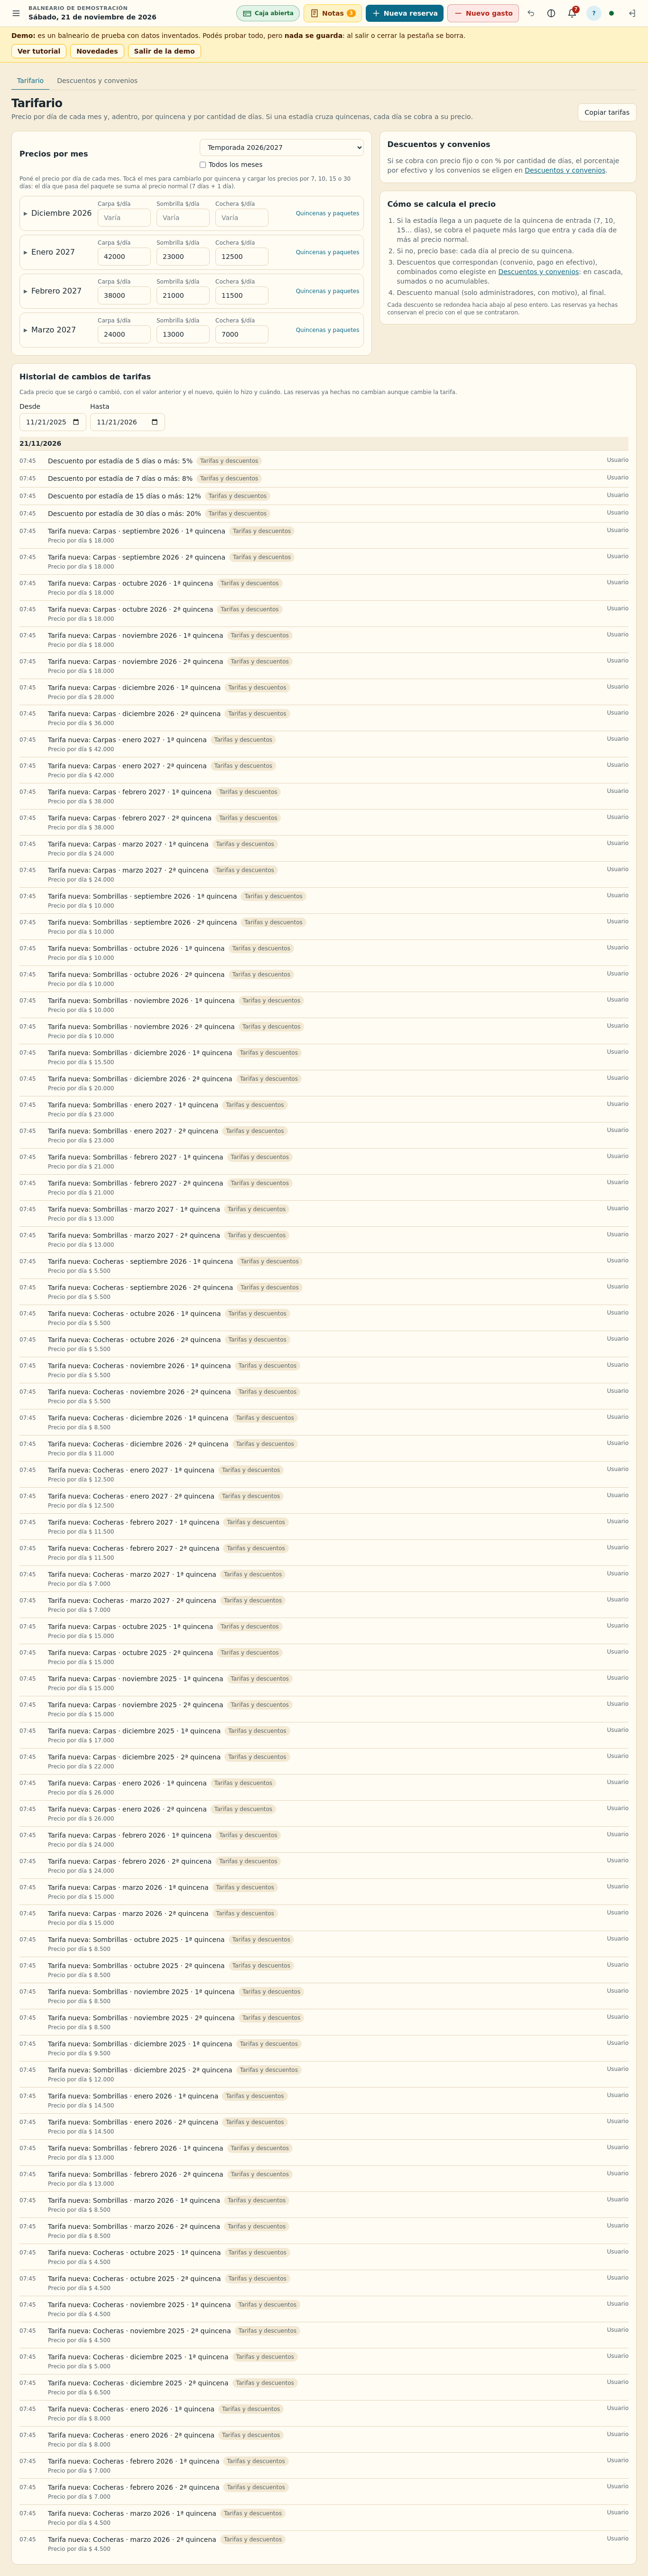 BALNEARIO DE DEMOSTRACIÓN
Sábado, 21 de noviembre de 2026
Caja abierta
Notas 3
Nueva reserva
Nuevo gasto
7
?
Demo: es un balneario de prueba con datos inventados. Podés probar todo, pero nada se guarda: al salir o cerrar la pestaña se borra.
Ver tutorial
Novedades
Salir de la demo
Tarifario
Descuentos y convenios
Tarifario
Precio por día de cada mes y, adentro, por quincena y por cantidad de días. Si una estadía cruza quincenas, cada día se cobra a su precio.
Copiar tarifas
Precios por mes
Temporada 2026/2027
Todos los meses
Poné el precio por día de cada mes. Tocá el mes para cambiarlo por quincena y cargar los precios por 7, 10, 15 o 30
días: el día que pasa del paquete se suma al precio normal (7 días + 1 día).
Diciembre 2026
Carpa $/día
Varía
Sombrilla $/día
Varía
Cochera $/día
Varía
Quincenas y paquetes
Enero 2027
Carpa $/día
42000
Sombrilla $/día
23000
Cochera $/día
12500
Quincenas y paquetes
Febrero 2027
Carpa $/día
38000
Sombrilla $/día
21000
Cochera $/día
11500
Quincenas y paquetes
Marzo 2027
Carpa $/día
24000
Sombrilla $/día
13000
Cochera $/día
7000
Quincenas y paquetes
Descuentos y convenios
Si se cobra con precio fijo o con % por cantidad de días, el porcentaje
por efectivo y los convenios se eligen en Descuentos y convenios.
Cómo se calcula el precio
1. Si la estadía llega a un paquete de la quincena de entrada (7, 10,
15... días), se cobra el paquete más largo que entra y cada día de
más al precio normal.
2. Si no, precio base: cada día al precio de su quincena.
3. Descuentos que correspondan (convenio, pago en efectivo),
combinados como elegiste en Descuentos y convenios: en cascada,
sumados o no acumulables.
4. Descuento manual (solo administradores, con motivo), al final.
Cada descuento se redondea hacia abajo al peso entero. Las reservas ya hechas
conservan el precio con el que se contrataron.
Historial de cambios de tarifas
Cada precio que se cargó o cambió, con el valor anterior y el nuevo, quién lo hizo y cuándo. Las reservas ya hechas no cambian aunque cambie la tarifa.
Desde
11/21/2025
Hasta
11/21/2026
21/11/2026
07:45 Descuento por estadía de 5 días o más: 5% Tarifas y descuentos Usuario
07:45 Descuento por estadía de 7 días o más: 8% Tarifas y descuentos Usuario
07:45 Descuento por estadía de 15 días o más: 12% Tarifas y descuentos Usuario
07:45 Descuento por estadía de 30 días o más: 20% Tarifas y descuentos Usuario
07:45 Tarifa nueva: Carpas · septiembre 2026 · 1ª quincena Tarifas y descuentos Usuario
Precio por día $ 18.000
07:45 Tarifa nueva: Carpas · septiembre 2026 · 2ª quincena Tarifas y descuentos Usuario
Precio por día $ 18.000
07:45 Tarifa nueva: Carpas · octubre 2026 · 1ª quincena Tarifas y descuentos Usuario
Precio por día $ 18.000
07:45 Tarifa nueva: Carpas · octubre 2026 · 2ª quincena Tarifas y descuentos Usuario
Precio por día $ 18.000
07:45 Tarifa nueva: Carpas · noviembre 2026 · 1ª quincena Tarifas y descuentos Usuario
Precio por día $ 18.000
07:45 Tarifa nueva: Carpas · noviembre 2026 · 2ª quincena Tarifas y descuentos Usuario
Precio por día $ 18.000
07:45 Tarifa nueva: Carpas · diciembre 2026 · 1ª quincena Tarifas y descuentos Usuario
Precio por día $ 28.000
07:45 Tarifa nueva: Carpas · diciembre 2026 · 2ª quincena Tarifas y descuentos Usuario
Precio por día $ 36.000
07:45 Tarifa nueva: Carpas · enero 2027 · 1ª quincena Tarifas y descuentos Usuario
Precio por día $ 42.000
07:45 Tarifa nueva: Carpas · enero 2027 · 2ª quincena Tarifas y descuentos Usuario
Precio por día $ 42.000
07:45 Tarifa nueva: Carpas · febrero 2027 · 1ª quincena Tarifas y descuentos Usuario
Precio por día $ 38.000
07:45 Tarifa nueva: Carpas · febrero 2027 · 2ª quincena Tarifas y descuentos Usuario
Precio por día $ 38.000
07:45 Tarifa nueva: Carpas · marzo 2027 · 1ª quincena Tarifas y descuentos Usuario
Precio por día $ 24.000
07:45 Tarifa nueva: Carpas · marzo 2027 · 2ª quincena Tarifas y descuentos Usuario
Precio por día $ 24.000
07:45 Tarifa nueva: Sombrillas · septiembre 2026 · 1ª quincena Tarifas y descuentos Usuario
Precio por día $ 10.000
07:45 Tarifa nueva: Sombrillas · septiembre 2026 · 2ª quincena Tarifas y descuentos Usuario
Precio por día $ 10.000
07:45 Tarifa nueva: Sombrillas · octubre 2026 · 1ª quincena Tarifas y descuentos Usuario
Precio por día $ 10.000
07:45 Tarifa nueva: Sombrillas · octubre 2026 · 2ª quincena Tarifas y descuentos Usuario
Precio por día $ 10.000
07:45 Tarifa nueva: Sombrillas · noviembre 2026 · 1ª quincena Tarifas y descuentos Usuario
Precio por día $ 10.000
07:45 Tarifa nueva: Sombrillas · noviembre 2026 · 2ª quincena Tarifas y descuentos Usuario
Precio por día $ 10.000
07:45 Tarifa nueva: Sombrillas · diciembre 2026 · 1ª quincena Tarifas y descuentos Usuario
Precio por día $ 15.500
07:45 Tarifa nueva: Sombrillas · diciembre 2026 · 2ª quincena Tarifas y descuentos Usuario
Precio por día $ 20.000
07:45 Tarifa nueva: Sombrillas · enero 2027 · 1ª quincena Tarifas y descuentos Usuario
Precio por día $ 23.000
07:45 Tarifa nueva: Sombrillas · enero 2027 · 2ª quincena Tarifas y descuentos Usuario
Precio por día $ 23.000
07:45 Tarifa nueva: Sombrillas · febrero 2027 · 1ª quincena Tarifas y descuentos Usuario
Precio por día $ 21.000
07:45 Tarifa nueva: Sombrillas · febrero 2027 · 2ª quincena Tarifas y descuentos Usuario
Precio por día $ 21.000
07:45 Tarifa nueva: Sombrillas · marzo 2027 · 1ª quincena Tarifas y descuentos Usuario
Precio por día $ 13.000
07:45 Tarifa nueva: Sombrillas · marzo 2027 · 2ª quincena Tarifas y descuentos Usuario
Precio por día $ 13.000
07:45 Tarifa nueva: Cocheras · septiembre 2026 · 1ª quincena Tarifas y descuentos Usuario
Precio por día $ 5.500
07:45 Tarifa nueva: Cocheras · septiembre 2026 · 2ª quincena Tarifas y descuentos Usuario
Precio por día $ 5.500
07:45 Tarifa nueva: Cocheras · octubre 2026 · 1ª quincena Tarifas y descuentos Usuario
Precio por día $ 5.500
07:45 Tarifa nueva: Cocheras · octubre 2026 · 2ª quincena Tarifas y descuentos Usuario
Precio por día $ 5.500
07:45 Tarifa nueva: Cocheras · noviembre 2026 · 1ª quincena Tarifas y descuentos Usuario
Precio por día $ 5.500
07:45 Tarifa nueva: Cocheras · noviembre 2026 · 2ª quincena Tarifas y descuentos Usuario
Precio por día $ 5.500
07:45 Tarifa nueva: Cocheras · diciembre 2026 · 1ª quincena Tarifas y descuentos Usuario
Precio por día $ 8.500
07:45 Tarifa nueva: Cocheras · diciembre 2026 · 2ª quincena Tarifas y descuentos Usuario
Precio por día $ 11.000
07:45 Tarifa nueva: Cocheras · enero 2027 · 1ª quincena Tarifas y descuentos Usuario
Precio por día $ 12.500
07:45 Tarifa nueva: Cocheras · enero 2027 · 2ª quincena Tarifas y descuentos Usuario
Precio por día $ 12.500
07:45 Tarifa nueva: Cocheras · febrero 2027 · 1ª quincena Tarifas y descuentos Usuario
Precio por día $ 11.500
07:45 Tarifa nueva: Cocheras · febrero 2027 · 2ª quincena Tarifas y descuentos Usuario
Precio por día $ 11.500
07:45 Tarifa nueva: Cocheras · marzo 2027 · 1ª quincena Tarifas y descuentos Usuario
Precio por día $ 7.000
07:45 Tarifa nueva: Cocheras · marzo 2027 · 2ª quincena Tarifas y descuentos Usuario
Precio por día $ 7.000
07:45 Tarifa nueva: Carpas · octubre 2025 · 1ª quincena Tarifas y descuentos Usuario
Precio por día $ 15.000
07:45 Tarifa nueva: Carpas · octubre 2025 · 2ª quincena Tarifas y descuentos Usuario
Precio por día $ 15.000
07:45 Tarifa nueva: Carpas · noviembre 2025 · 1ª quincena Tarifas y descuentos Usuario
Precio por día $ 15.000
07:45 Tarifa nueva: Carpas · noviembre 2025 · 2ª quincena Tarifas y descuentos Usuario
Precio por día $ 15.000
07:45 Tarifa nueva: Carpas · diciembre 2025 · 1ª quincena Tarifas y descuentos Usuario
Precio por día $ 17.000
07:45 Tarifa nueva: Carpas · diciembre 2025 · 2ª quincena Tarifas y descuentos Usuario
Precio por día $ 22.000
07:45 Tarifa nueva: Carpas · enero 2026 · 1ª quincena Tarifas y descuentos Usuario
Precio por día $ 26.000
07:45 Tarifa nueva: Carpas · enero 2026 · 2ª quincena Tarifas y descuentos Usuario
Precio por día $ 26.000
07:45 Tarifa nueva: Carpas · febrero 2026 · 1ª quincena Tarifas y descuentos Usuario
Precio por día $ 24.000
07:45 Tarifa nueva: Carpas · febrero 2026 · 2ª quincena Tarifas y descuentos Usuario
Precio por día $ 24.000
07:45 Tarifa nueva: Carpas · marzo 2026 · 1ª quincena Tarifas y descuentos Usuario
Precio por día $ 15.000
07:45 Tarifa nueva: Carpas · marzo 2026 · 2ª quincena Tarifas y descuentos Usuario
Precio por día $ 15.000
07:45 Tarifa nueva: Sombrillas · octubre 2025 · 1ª quincena Tarifas y descuentos Usuario
Precio por día $ 8.500
07:45 Tarifa nueva: Sombrillas · octubre 2025 · 2ª quincena Tarifas y descuentos Usuario
Precio por día $ 8.500
07:45 Tarifa nueva: Sombrillas · noviembre 2025 · 1ª quincena Tarifas y descuentos Usuario
Precio por día $ 8.500
07:45 Tarifa nueva: Sombrillas · noviembre 2025 · 2ª quincena Tarifas y descuentos Usuario
Precio por día $ 8.500
07:45 Tarifa nueva: Sombrillas · diciembre 2025 · 1ª quincena Tarifas y descuentos Usuario
Precio por día $ 9.500
07:45 Tarifa nueva: Sombrillas · diciembre 2025 · 2ª quincena Tarifas y descuentos Usuario
Precio por día $ 12.000
07:45 Tarifa nueva: Sombrillas · enero 2026 · 1ª quincena Tarifas y descuentos Usuario
Precio por día $ 14.500
07:45 Tarifa nueva: Sombrillas · enero 2026 · 2ª quincena Tarifas y descuentos Usuario
Precio por día $ 14.500
07:45 Tarifa nueva: Sombrillas · febrero 2026 · 1ª quincena Tarifas y descuentos Usuario
Precio por día $ 13.000
07:45 Tarifa nueva: Sombrillas · febrero 2026 · 2ª quincena Tarifas y descuentos Usuario
Precio por día $ 13.000
07:45 Tarifa nueva: Sombrillas · marzo 2026 · 1ª quincena Tarifas y descuentos Usuario
Precio por día $ 8.500
07:45 Tarifa nueva: Sombrillas · marzo 2026 · 2ª quincena Tarifas y descuentos Usuario
Precio por día $ 8.500
07:45 Tarifa nueva: Cocheras · octubre 2025 · 1ª quincena Tarifas y descuentos Usuario
Precio por día $ 4.500
07:45 Tarifa nueva: Cocheras · octubre 2025 · 2ª quincena Tarifas y descuentos Usuario
Precio por día $ 4.500
07:45 Tarifa nueva: Cocheras · noviembre 2025 · 1ª quincena Tarifas y descuentos Usuario
Precio por día $ 4.500
07:45 Tarifa nueva: Cocheras · noviembre 2025 · 2ª quincena Tarifas y descuentos Usuario
Precio por día $ 4.500
07:45 Tarifa nueva: Cocheras · diciembre 2025 · 1ª quincena Tarifas y descuentos Usuario
Precio por día $ 5.000
07:45 Tarifa nueva: Cocheras · diciembre 2025 · 2ª quincena Tarifas y descuentos Usuario
Precio por día $ 6.500
07:45 Tarifa nueva: Cocheras · enero 2026 · 1ª quincena Tarifas y descuentos Usuario
Precio por día $ 8.000
07:45 Tarifa nueva: Cocheras · enero 2026 · 2ª quincena Tarifas y descuentos Usuario
Precio por día $ 8.000
07:45 Tarifa nueva: Cocheras · febrero 2026 · 1ª quincena Tarifas y descuentos Usuario
Precio por día $ 7.000
07:45 Tarifa nueva: Cocheras · febrero 2026 · 2ª quincena Tarifas y descuentos Usuario
Precio por día $ 7.000
07:45 Tarifa nueva: Cocheras · marzo 2026 · 1ª quincena Tarifas y descuentos Usuario
Precio por día $ 4.500
07:45 Tarifa nueva: Cocheras · marzo 2026 · 2ª quincena Tarifas y descuentos Usuario
Precio por día $ 4.500